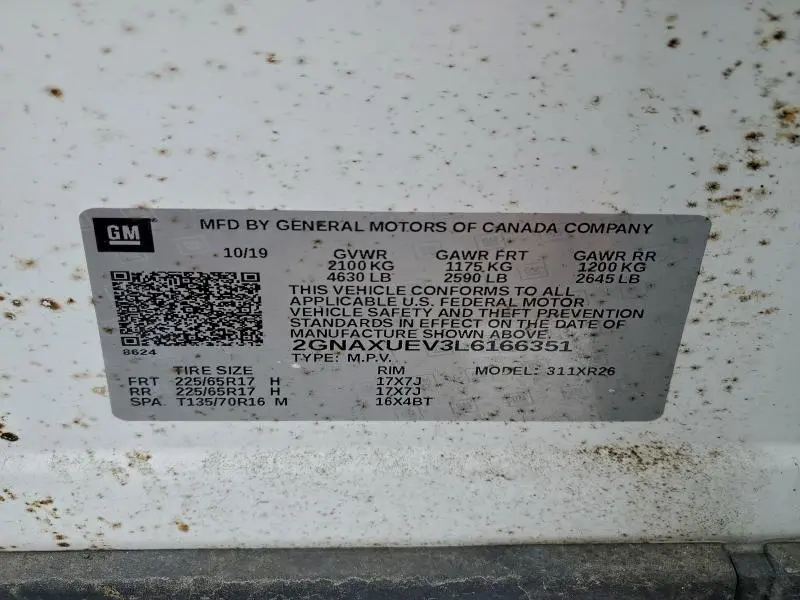 GM
MFD BY GENERAL MOTORS OF CANADA COMPANY
10/19 GVWR GAWR FRT GAWR RR
2100 KG 1175 KG 1200 KG
4630 LB 2590 LB 2645 LB
THIS VEHICLE CONFORMS TO ALL
APPLICABLE U.S. FEDERAL MOTOR
VEHICLE SAFETY AND THEFT PREVENTION
STANDARDS IN EFFECT ON THE DATE OF
MANUFACTURE SHOWN ABOVE.
8624 2GNAXUEV3L6166351
TYPE: M.P.V.
TIRE SIZE RIM MODEL: 311XR26
FRT 225/65R17 H 17X7J
RR 225/65R17 H 17X7J
SPA T135/70R16 M 16X4BT